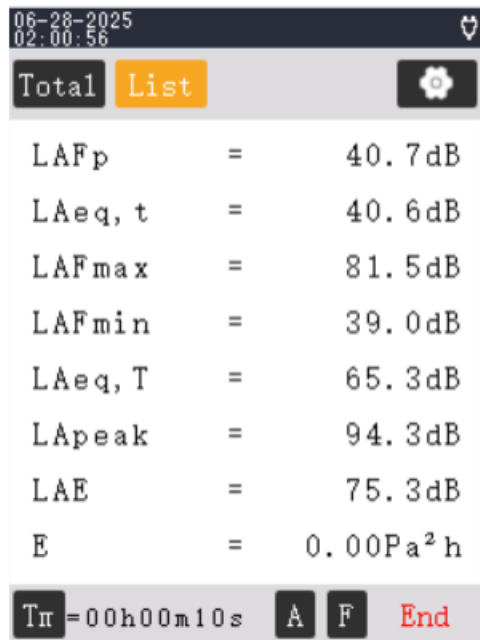 06-28-2025
02:00:56
Total List
LAFp = 40.7dB
LAeq,t = 40.6dB
LAFmax = 81.5dB
LAFmin = 39.0dB
LAeq,T = 65.3dB
LApeak = 94.3dB
LAE = 75.3dB
E = 0.00Pa²h
Tπ =00h00m10s A F End